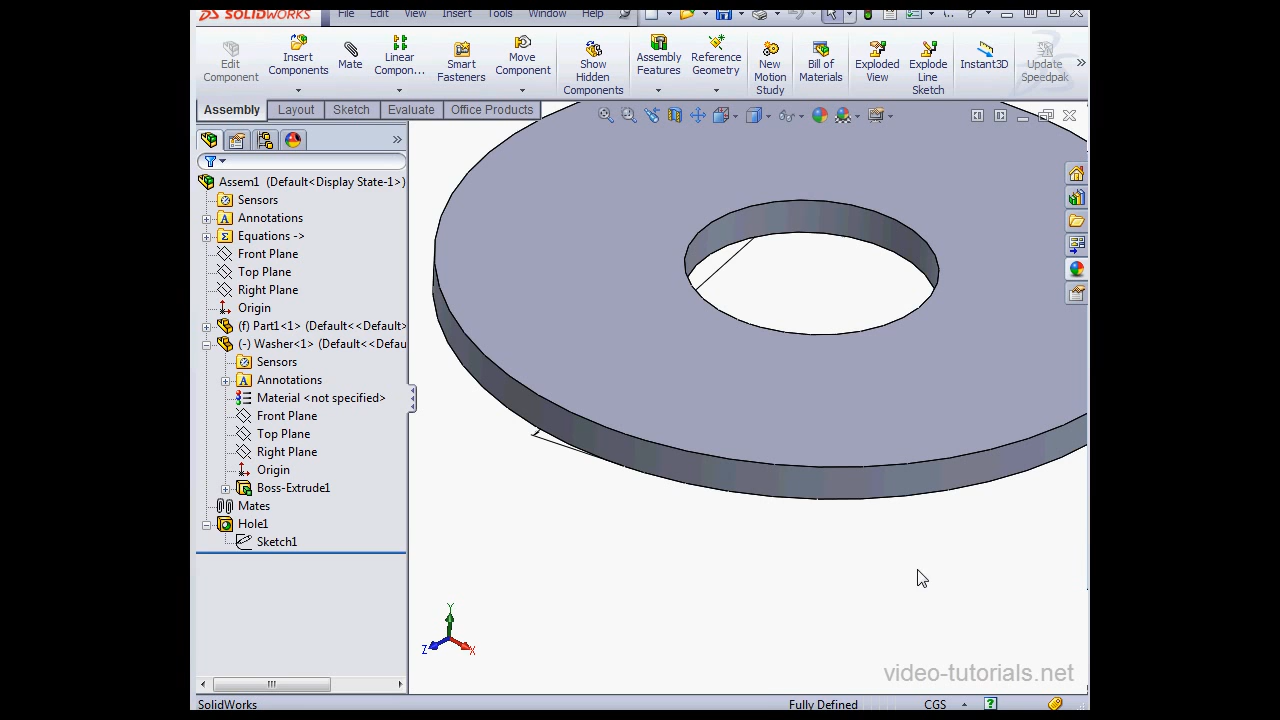 SOLIDWORKS File Edit View Insert Tools Window Help
Edit Component
Insert Components
Mate
Linear Compon...
Smart Fasteners
Move Component
Show Hidden Components
Assembly Features
Reference Geometry
New Motion Study
Bill of Materials
Exploded View
Explode Line Sketch
Instant3D
Update Speedpak
Assembly Layout Sketch Evaluate Office Products
Assem1 (Default<Display State-1>)
Sensors
Annotations
Equations ->
Front Plane
Top Plane
Right Plane
Origin
(f) Part1<1> (Default<<Default>
(-) Washer<1> (Default<<Defau
Sensors
Annotations
Material <not specified>
Front Plane
Top Plane
Right Plane
Origin
Boss-Extrude1
Mates
Hole1
Sketch1
Y
Z
X
video-tutorials.net
SolidWorks Fully Defined CGS